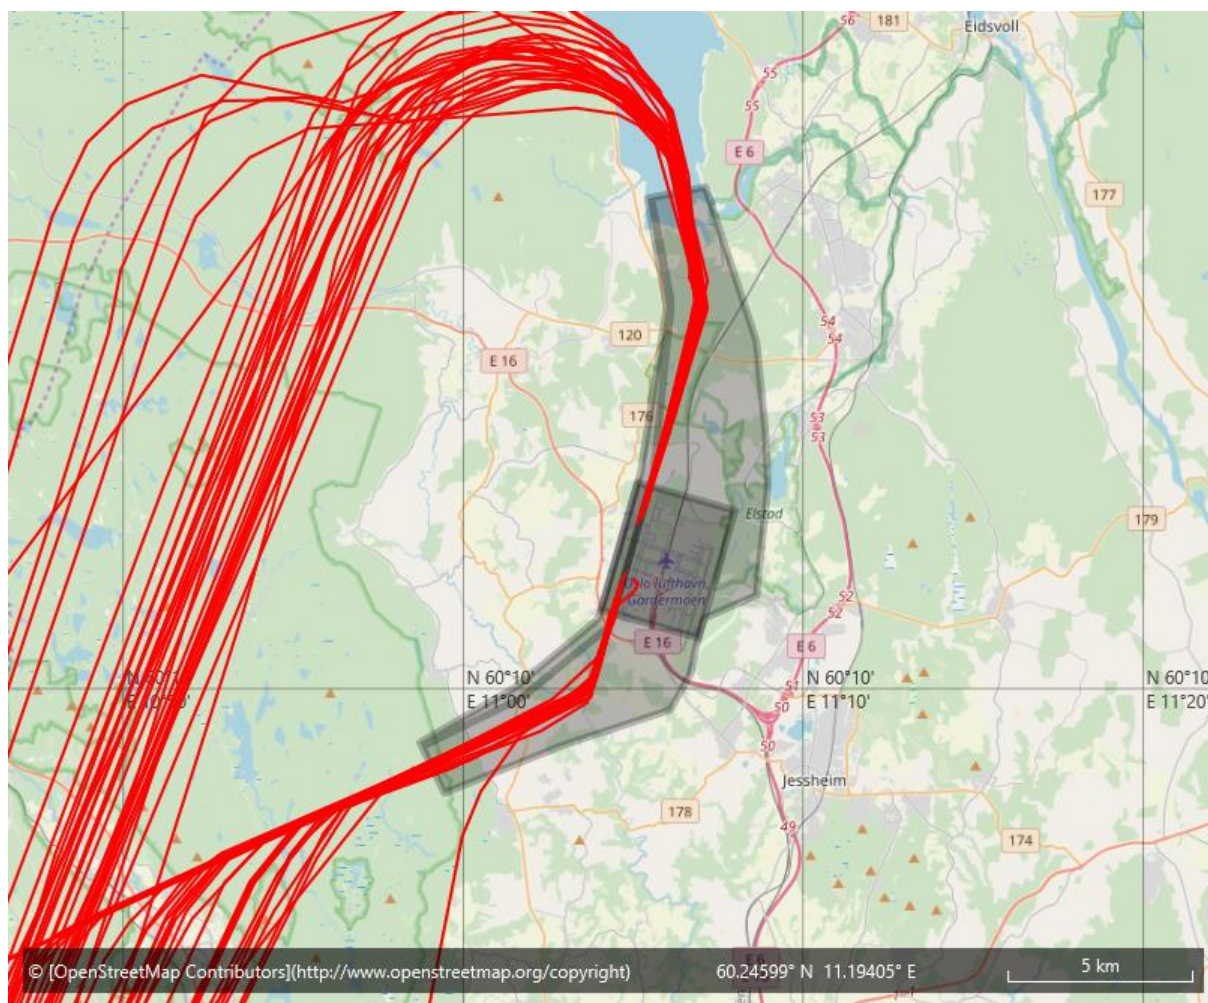 56
181
Eidsvoll
55
55
E 6
177
54
54
120
E 16
176
53
53
179
Elstad
Oslo lufthavn,
Gardermoen
52
52
E 16
E 6
N 60°10'
N 60°10'
N 60°10'
51
E 11°00'
E 11°10'
E 11°20'
50
50
Jessheim
178
49
174
E 6
© [OpenStreetMap Contributors](http://www.openstreetmap.org/copyright)
60.24599° N 11.19405° E
5 km